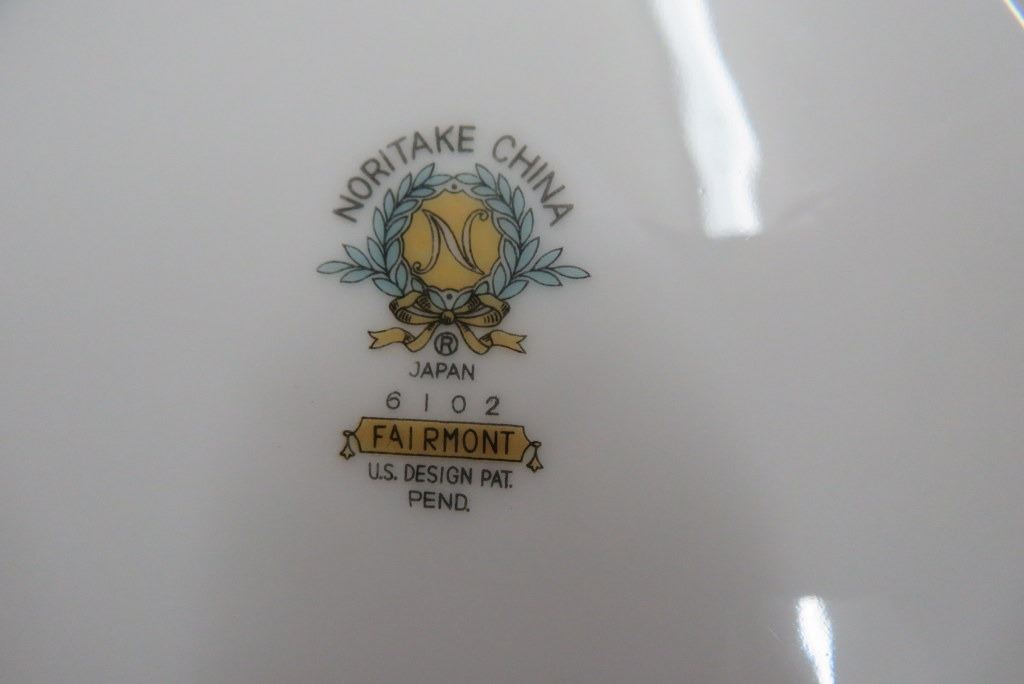 NORITAKE CHINA
N
®
JAPAN
6102
FAIRMONT
U.S. DESIGN PAT.
PEND.